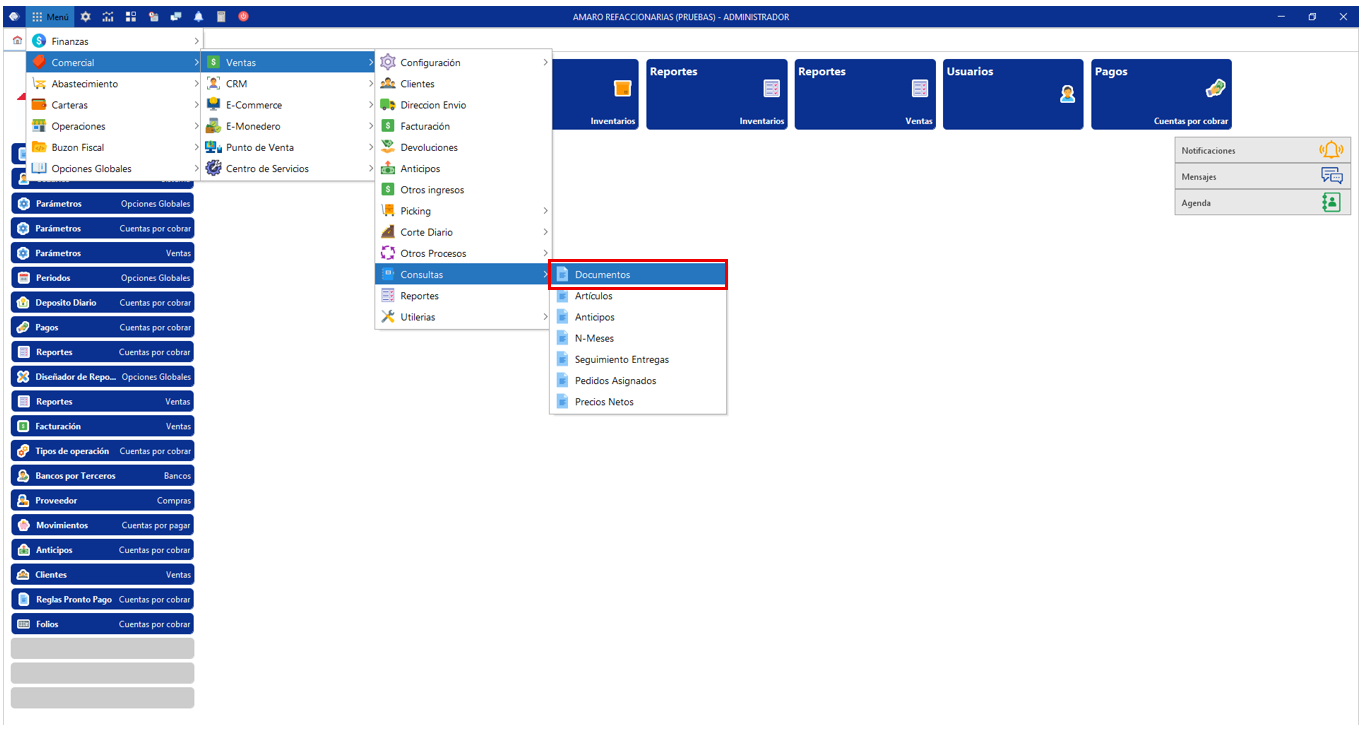 Menú
AMARO REFACCIONARIAS (PRUEBAS) - ADMINISTRADOR
Finanzas
Comercial
Abastecimiento
Carteras
Operaciones
Buzon Fiscal
Opciones Globales
Ventas
CRM
E-Commerce
E-Monedero
Punto de Venta
Centro de Servicios
Configuración
Clientes
Direccion Envio
Facturación
Devoluciones
Anticipos
Otros ingresos
Picking
Corte Diario
Otros Procesos
Consultas
Reportes
Utilerias
Documentos
Artículos
Anticipos
N-Meses
Seguimiento Entregas
Pedidos Asignados
Precios Netos
Inventarios
Reportes
Inventarios
Reportes
Ventas
Usuarios
Pagos
Cuentas por cobrar
Notificaciones
Mensajes
Agenda
Parámetros Opciones Globales
Parámetros Cuentas por cobrar
Parámetros Ventas
Periodos Opciones Globales
Deposito Diario Cuentas por cobrar
Pagos Cuentas por cobrar
Reportes Cuentas por cobrar
Diseñador de Repo... Opciones Globales
Reportes Ventas
Facturación Ventas
Tipos de operación Cuentas por cobrar
Bancos por Terceros Bancos
Proveedor Compras
Movimientos Cuentas por pagar
Anticipos Cuentas por cobrar
Clientes Ventas
Reglas Pronto Pago Cuentas por cobrar
Folios Cuentas por cobrar